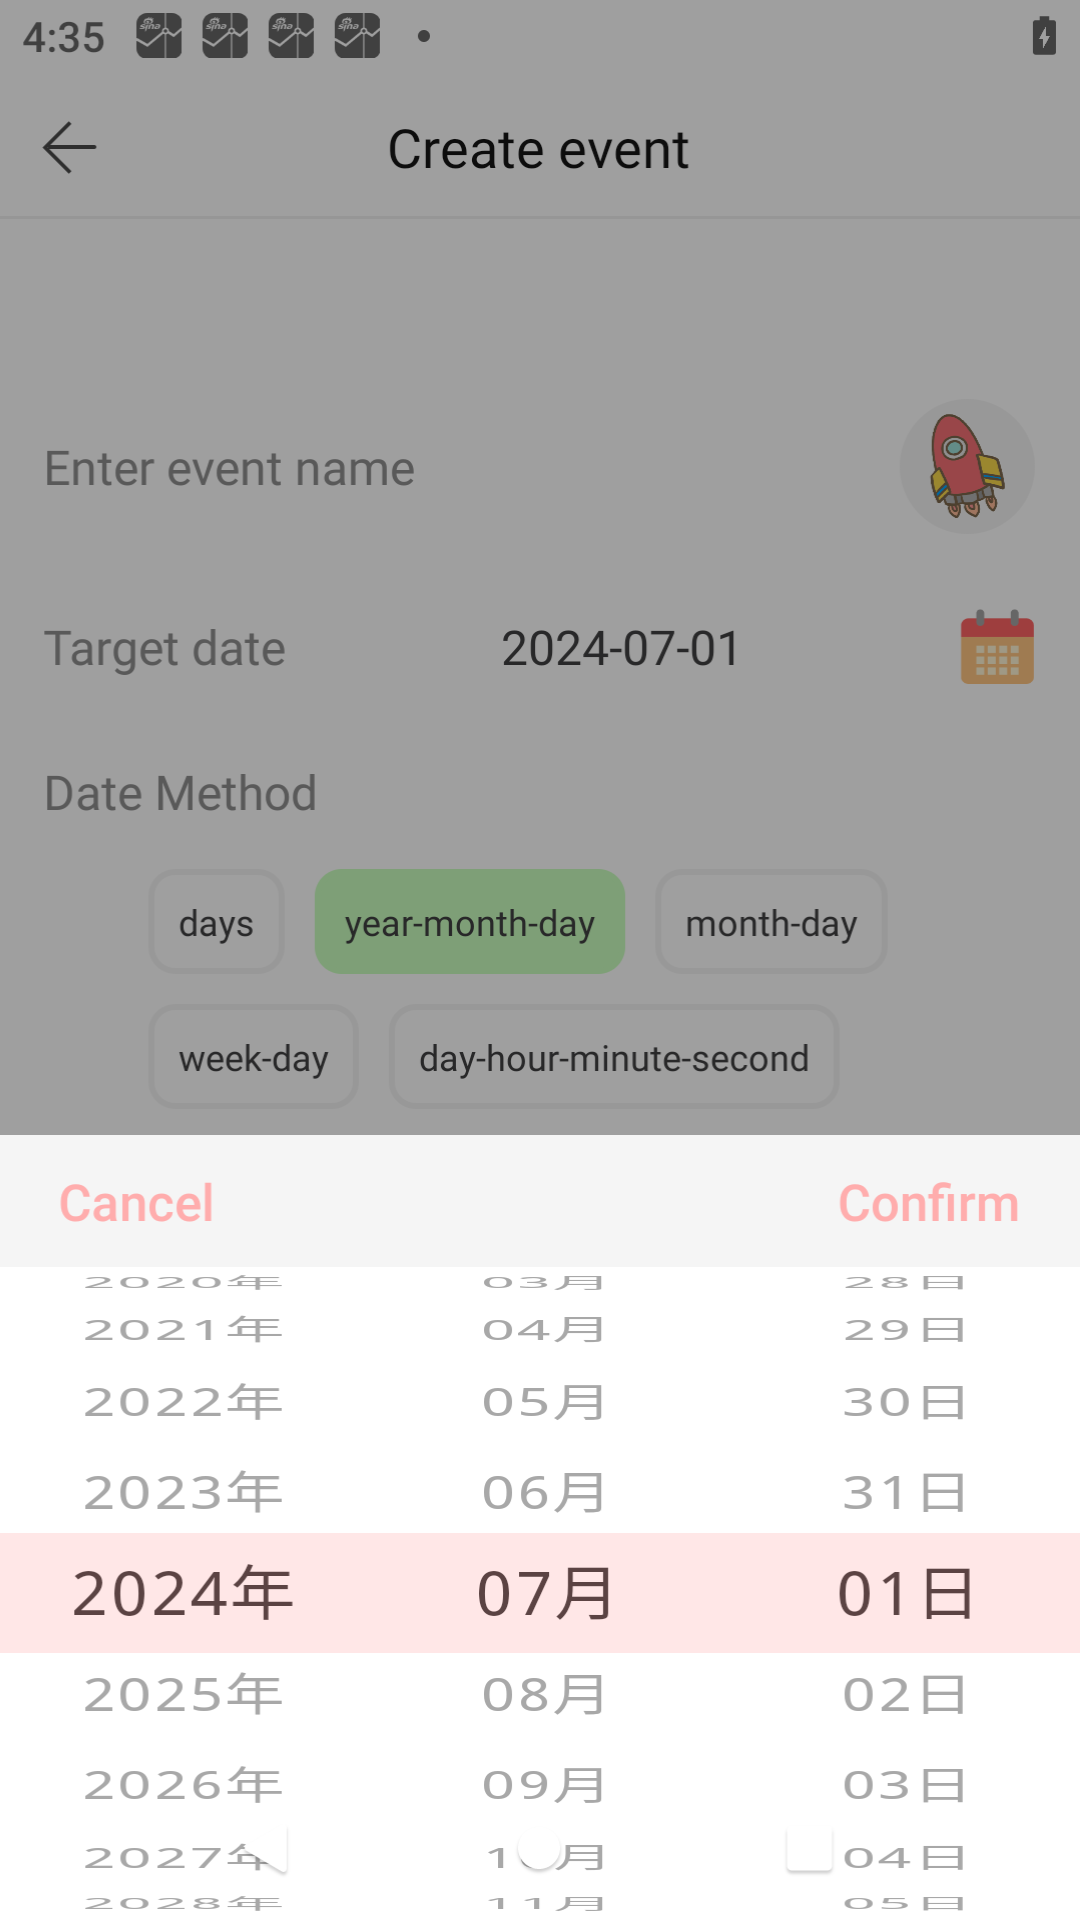 4:35
Create event
Enter event name
Target date 2024-07-01
Date Method
days year-month-day month-day
week-day day-hour-minute-second
Cancel Confirm
2020年 03月 28日
2021年 04月 29日
2022年 05月 30日
2023年 06月 31日
2024年 07月 01日
2025年 08月 02日
2026年 09月 03日
2027年 10月 04日
2028年 11月 05日